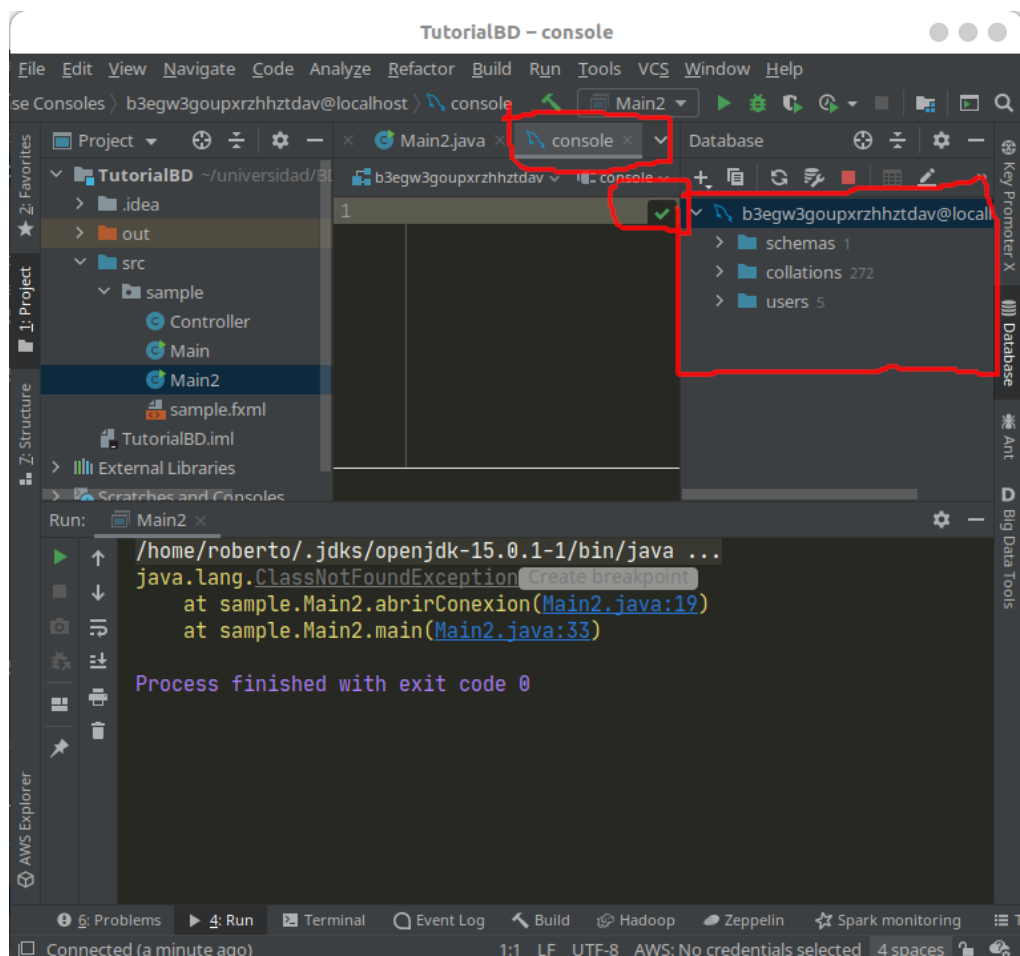 TutorialBD – console
File Edit View Navigate Code Analyze Refactor Build Run Tools VCS Window Help
se Consoles b3egw3goupxrzhhztdav@localhost console Main2
Project
Main2.java
console
Database
TutorialBD ~/universidad/B
b3egw3goupxrzhhztdav
console
.idea
out
src
sample
Controller
Main
Main2
sample.fxml
TutorialBD.iml
External Libraries
Scratches and Consoles
1
b3egw3goupxrzhhztdav@local
schemas 1
collations 272
users 5
2: Favorites
1: Project
Z: Structure
AWS Explorer
Key Promoter X
Database
Ant
D
Big Data Tools
Run: Main2
/home/roberto/.jdks/openjdk-15.0.1-1/bin/java ...
java.lang.ClassNotFoundException Create breakpoint
at sample.Main2.abrirConexion(Main2.java:19)
at sample.Main2.main(Main2.java:33)
Process finished with exit code 0
6: Problems 4: Run Terminal Event Log Build Hadoop Zeppelin Spark monitoring
Connected (a minute ago) 1:1 LF UTF-8 AWS: No credentials selected 4 spaces